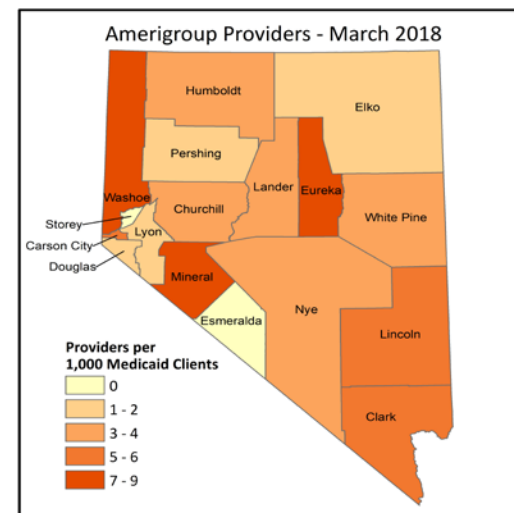 Amerigroup Providers - March 2018
Humboldt
Elko
Pershing
Washoe
Lander
Eureka
Churchill
White Pine
Storey
Lyon
Carson City
Douglas
Mineral
Nye
Esmeralda
Lincoln
Clark
Providers per
1,000 Medicaid Clients
0
1 - 2
3 - 4
5 - 6
7 - 9